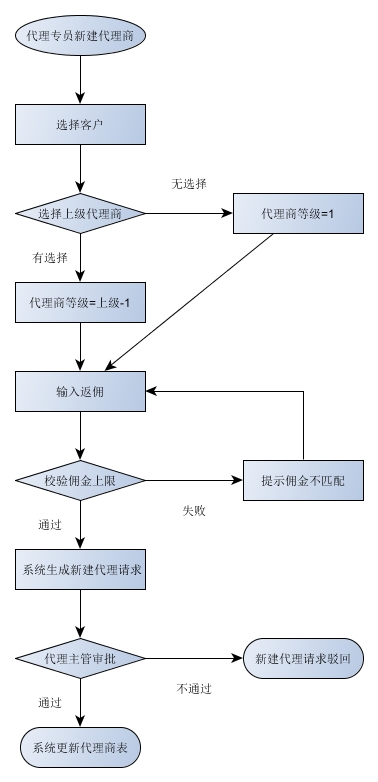 代理专员新建代理商
选择客户
无选择
选择上级代理商
代理商等级=1
有选择
代理商等级=上级-1
输入返佣
校验佣金上限
提示佣金不匹配
失败
通过
系统生成新建代理请求
代理主管审批
新建代理请求驳回
不通过
通过
系统更新代理商表